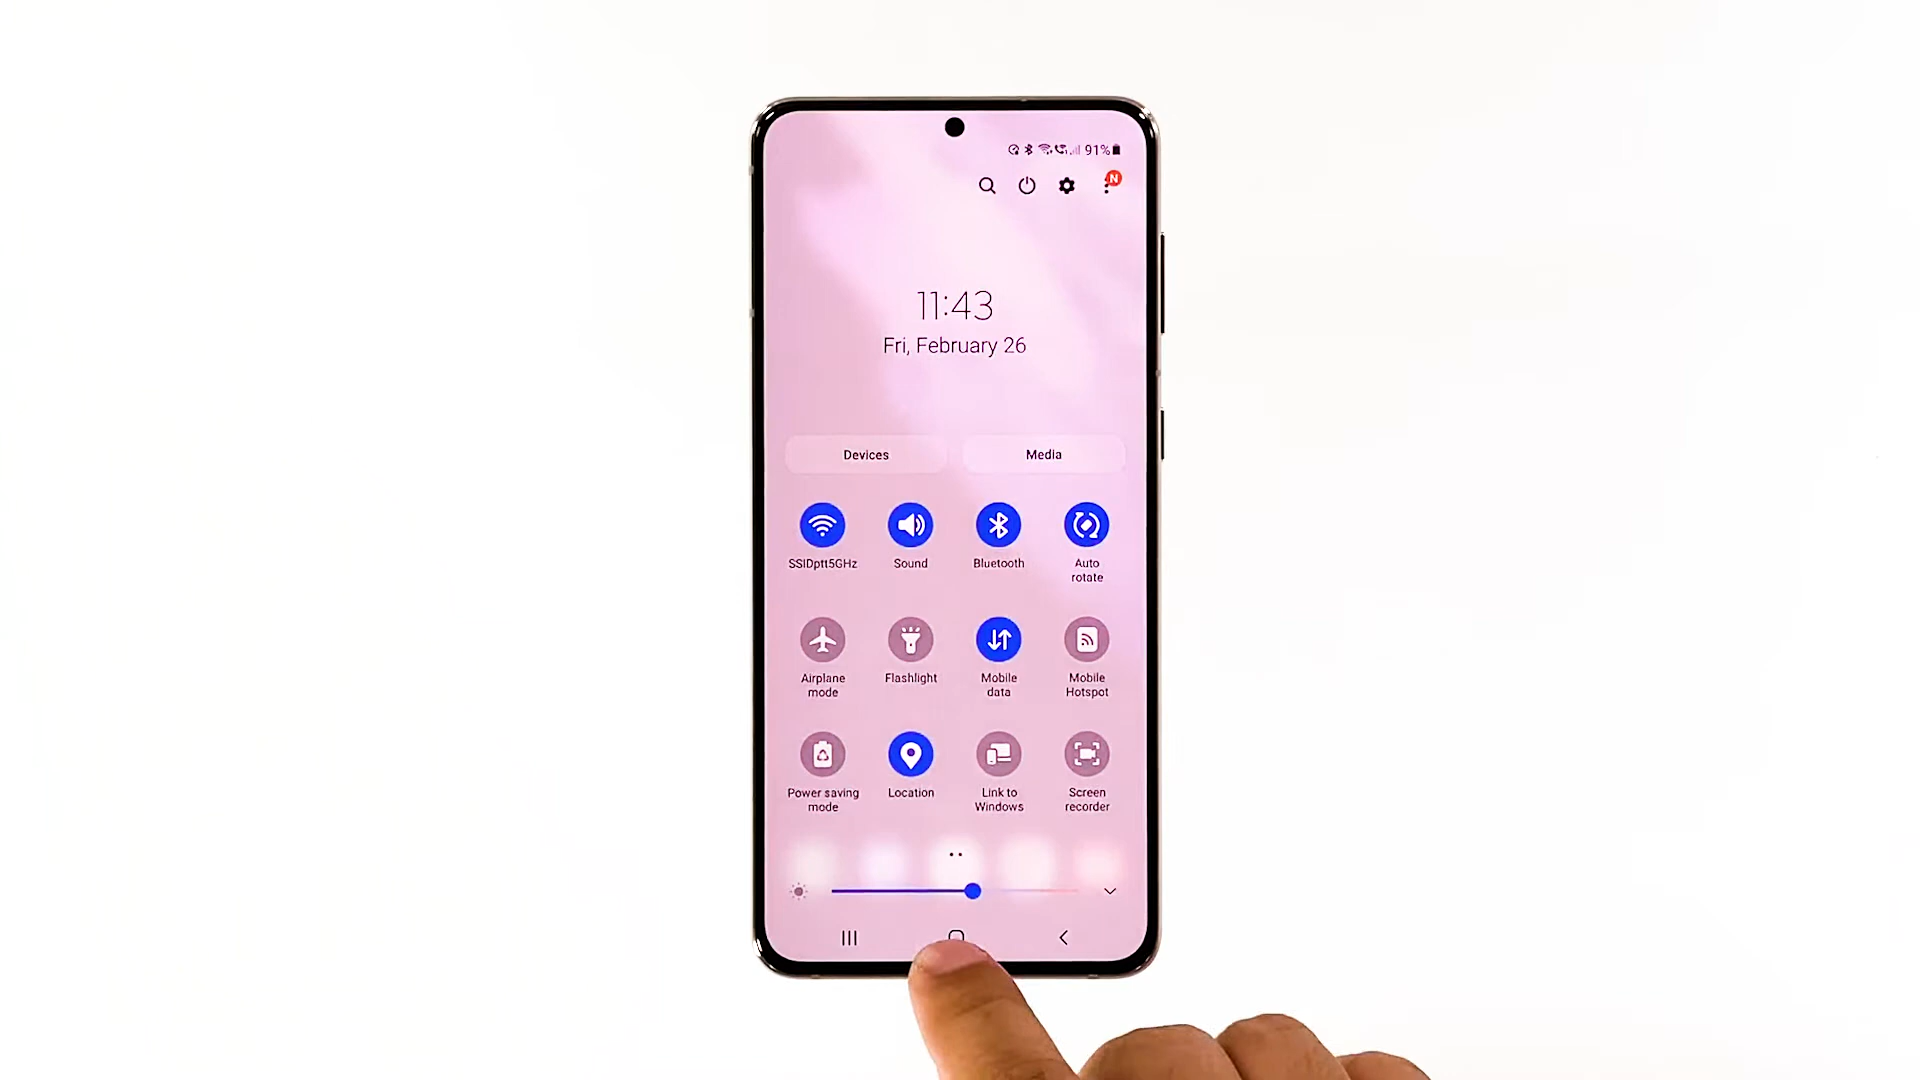 91%
N
11:43
Fri, February 26
Devices Media
SSIDptt5GHz Sound Bluetooth Auto
rotate
Airplane
mode Flashlight Mobile
data Mobile
Hotspot
Power saving
mode Location Link to
Windows Screen
recorder